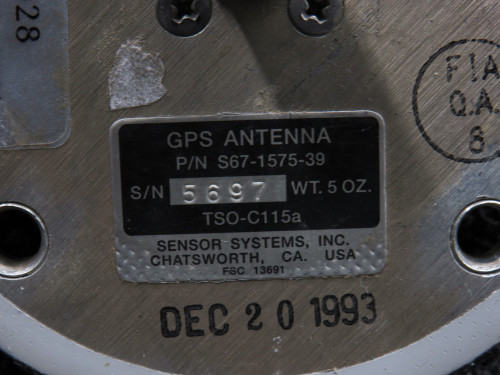 28
GPS ANTENNA
P/N S67-1575-39
S/N 5697 WT. 5 OZ.
TSO-C115a
SENSOR SYSTEMS, INC.
CHATSWORTH, CA. USA
FSC 13691
DEC 20 1993
FIA
Q.A.
8